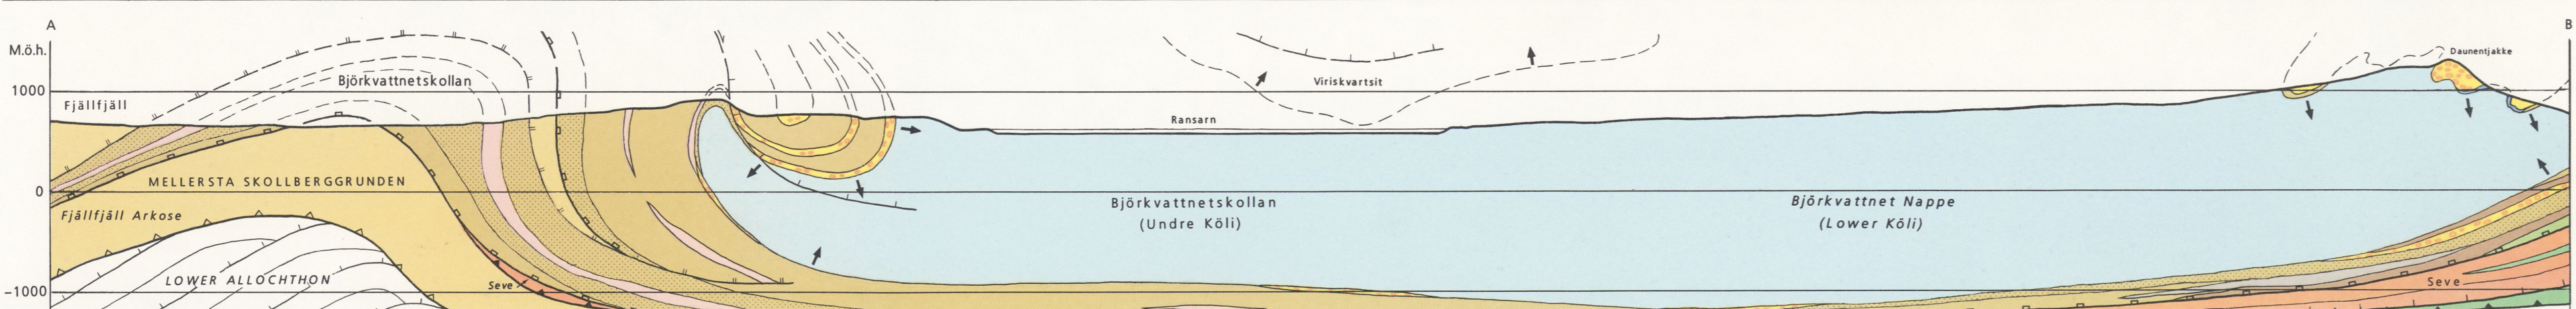 A
B
M.ö.h.
Daunentjakke
Björkvattnetskollan
Viriskvartsit
1000
Fjällfjäll
Ransarn
MELLERSTA SKOLLBERGGRUNDEN
0
Björkvattnetskollan
(Undre Köli)
Björkvattnet Nappe
(Lower Köli)
Fjällfjäll Arkose
LOWER ALLOCHTHON
Seve
Seve
-1000